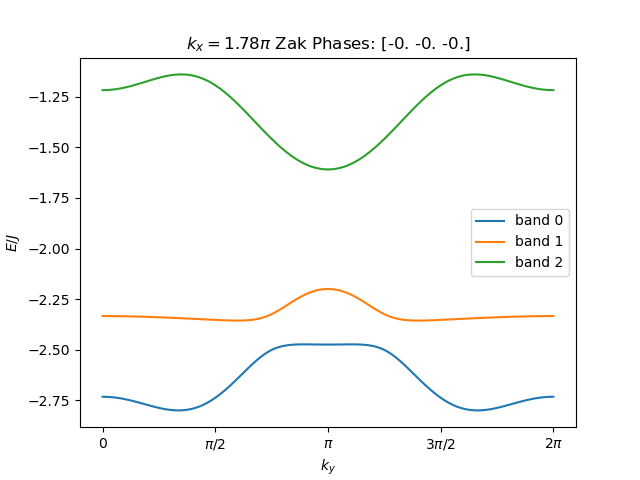 $k_x = 1.78\pi$ Zak Phases: [-0. -0. -0.]
E/J
−1.25
−1.50
−1.75
−2.00
−2.25
−2.50
−2.75
band 0
band 1
band 2
0
π/2
π
3π/2
2π
$k_y$